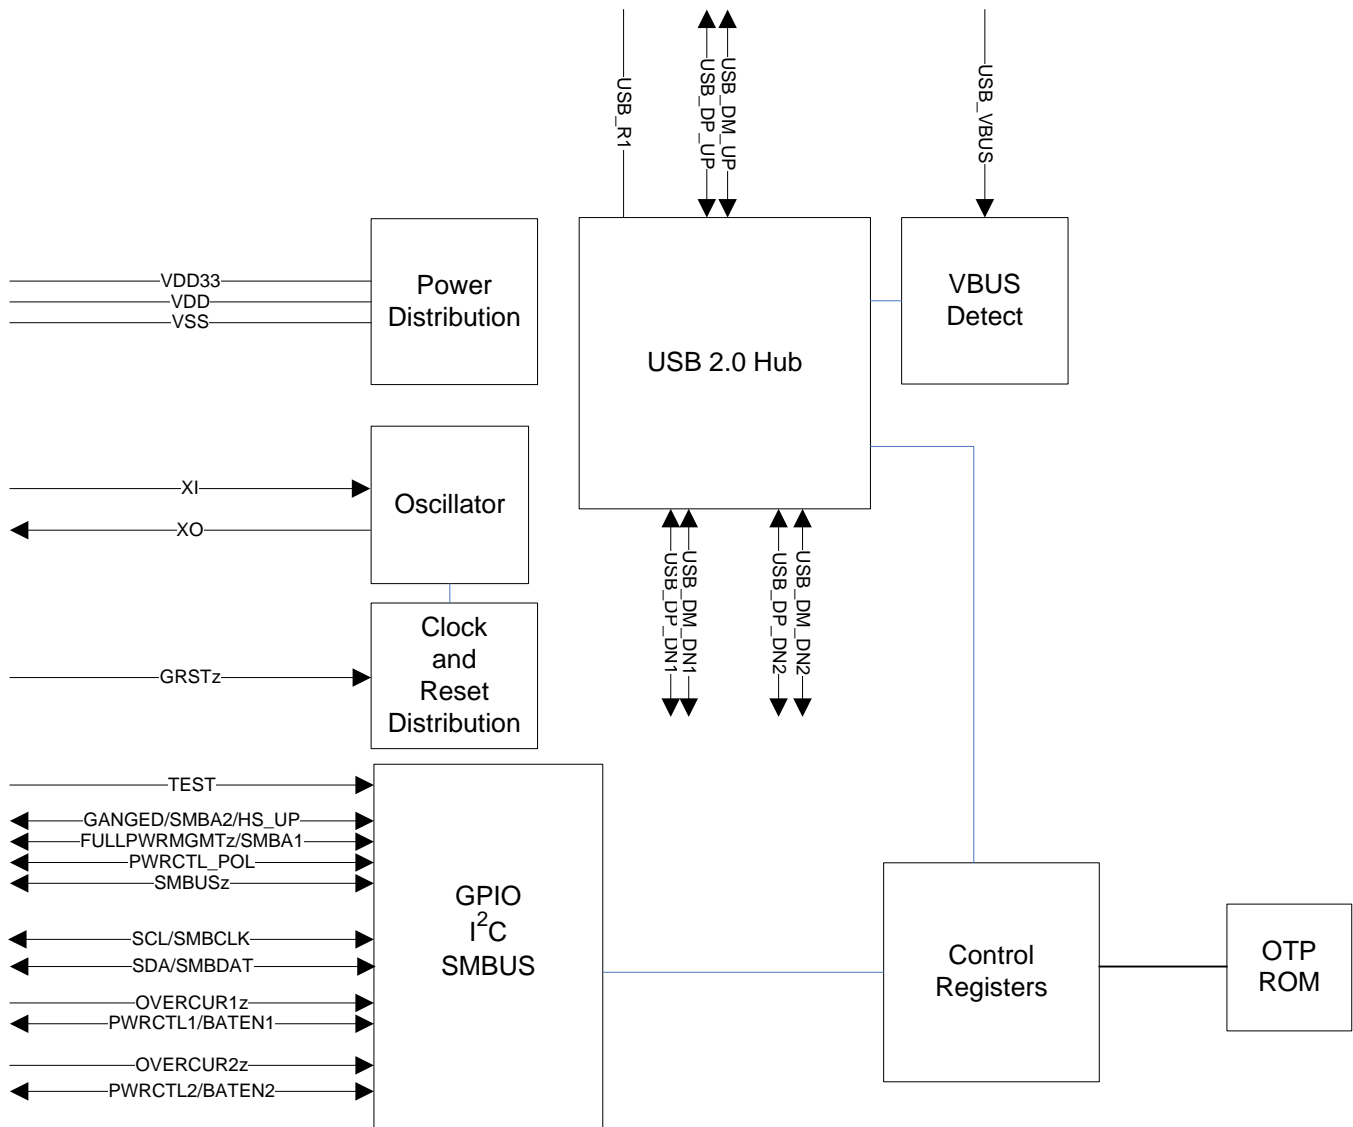 USB_R1
USB_DP_UP
USB_DM_UP
USB_VBUS
VDD33
VDD
VSS
Power
Distribution
USB 2.0 Hub
VBUS
Detect
XI
XO
Oscillator
GRSTz
Clock
and
Reset
Distribution
USB_DP_DN1
USB_DM_DN1
USB_DP_DN2
USB_DM_DN2
TEST
GANGED/SMBA2/HS_UP
FULLPWRMGMTz/SMBA1
PWRCTL_POL
SMBUSz
SCL/SMBCLK
SDA/SMBDAT
OVERCUR1z
PWRCTL1/BATEN1
OVERCUR2z
PWRCTL2/BATEN2
GPIO
I²C
SMBUS
Control
Registers
OTP
ROM